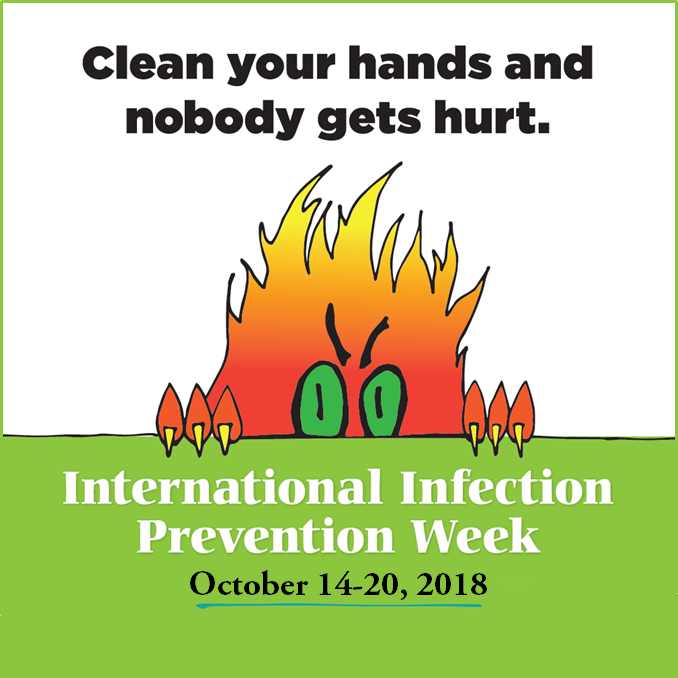 Clean your hands and
nobody gets hurt.
International Infection
Prevention Week
October 14-20, 2018